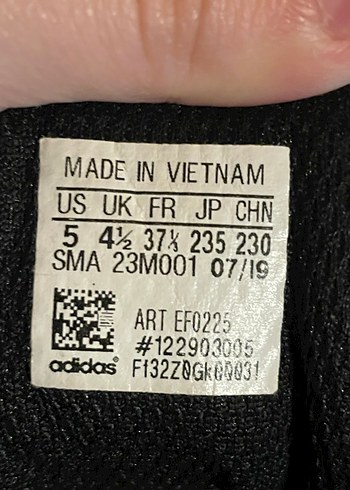 MADE IN VIETNAM
US UK FR JP CHN
5 4½ 37⅓ 235 230
SMA 23M001 07/19
ART EF0225
#122903005
adidas